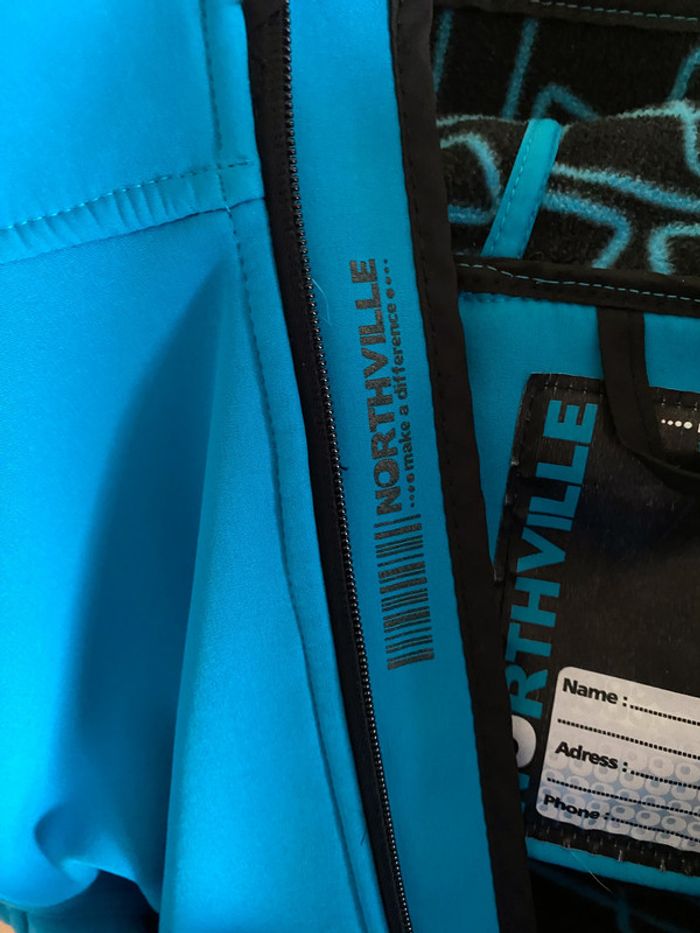 NORTHVILLE
make a difference
NORTHVILLE
Name :
Adress :
Phone :